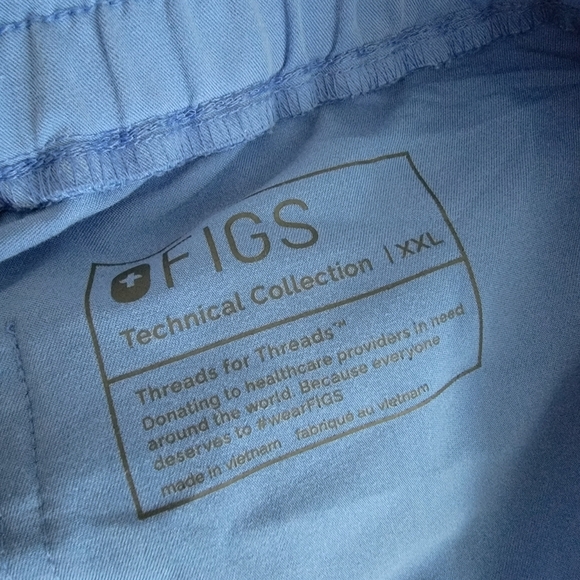 FIGS
Technical Collection | XXL
Threads for Threads™
Donating to healthcare providers in need
around the world. Because everyone
deserves to #wearFIGS
made in vietnam fabriqué au vietnam